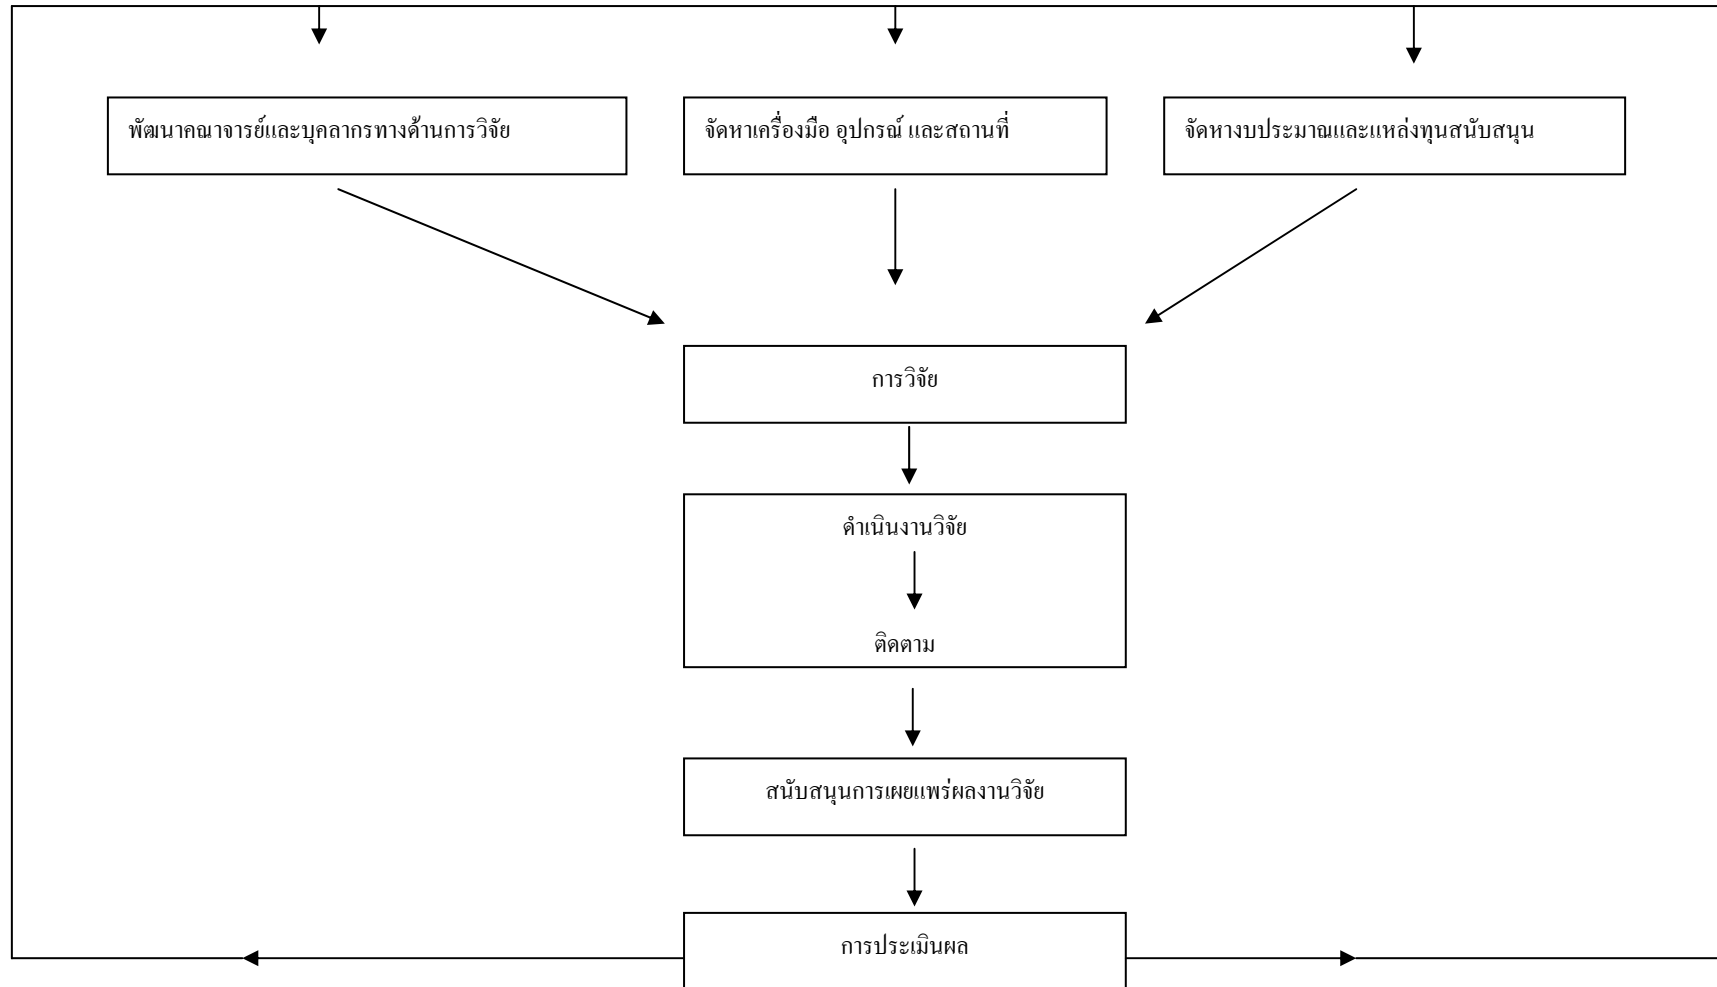 พัฒนาคณาจารย์และบุคลากรทางด้านการวิจัย
จัดหาเครื่องมือ อุปกรณ์ และสถานที่
จัดหางบประมาณและแหล่งทุนสนับสนุน
การวิจัย
ดำเนินงานวิจัย
ติดตาม
สนับสนุนการเผยแพร่ผลงานวิจัย
การประเมินผล